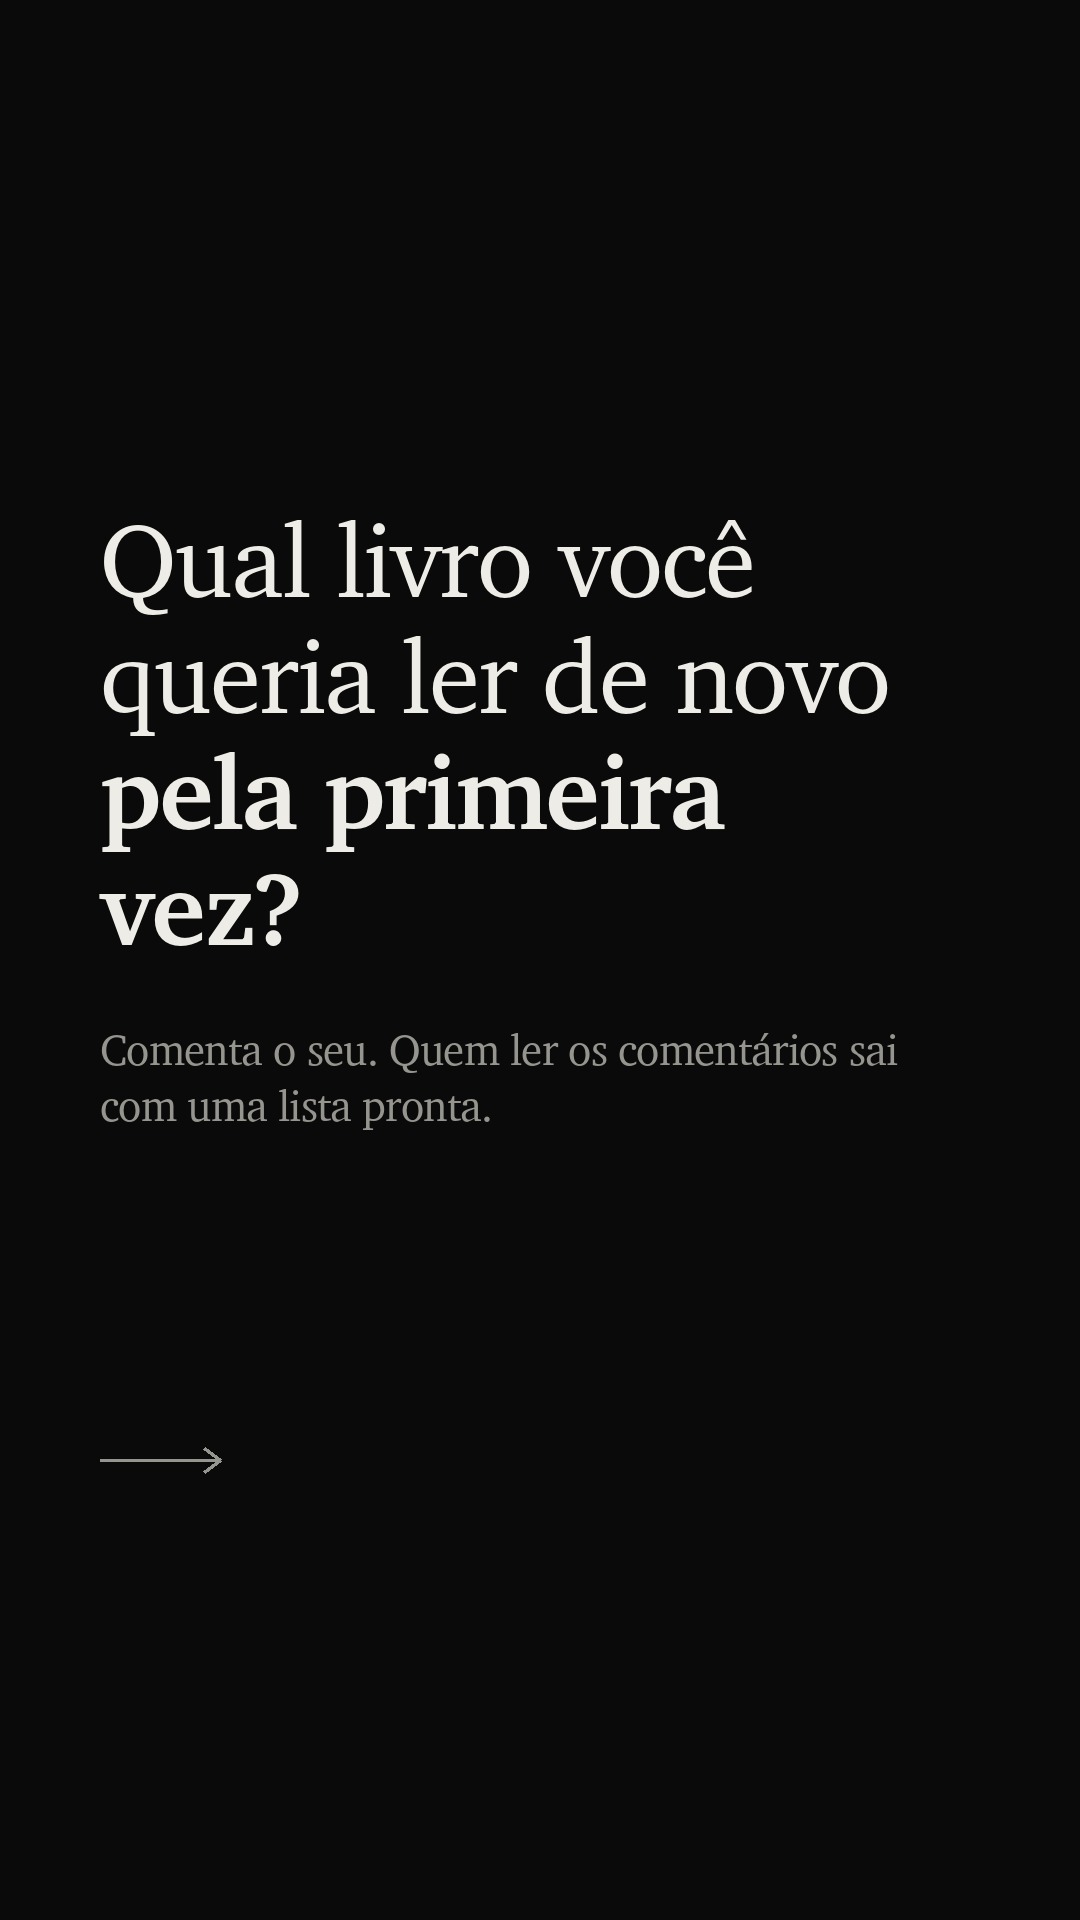 Qual livro você
queria ler de novo
pela primeira
vez?
Comenta o seu. Quem ler os comentários sai
com uma lista pronta.